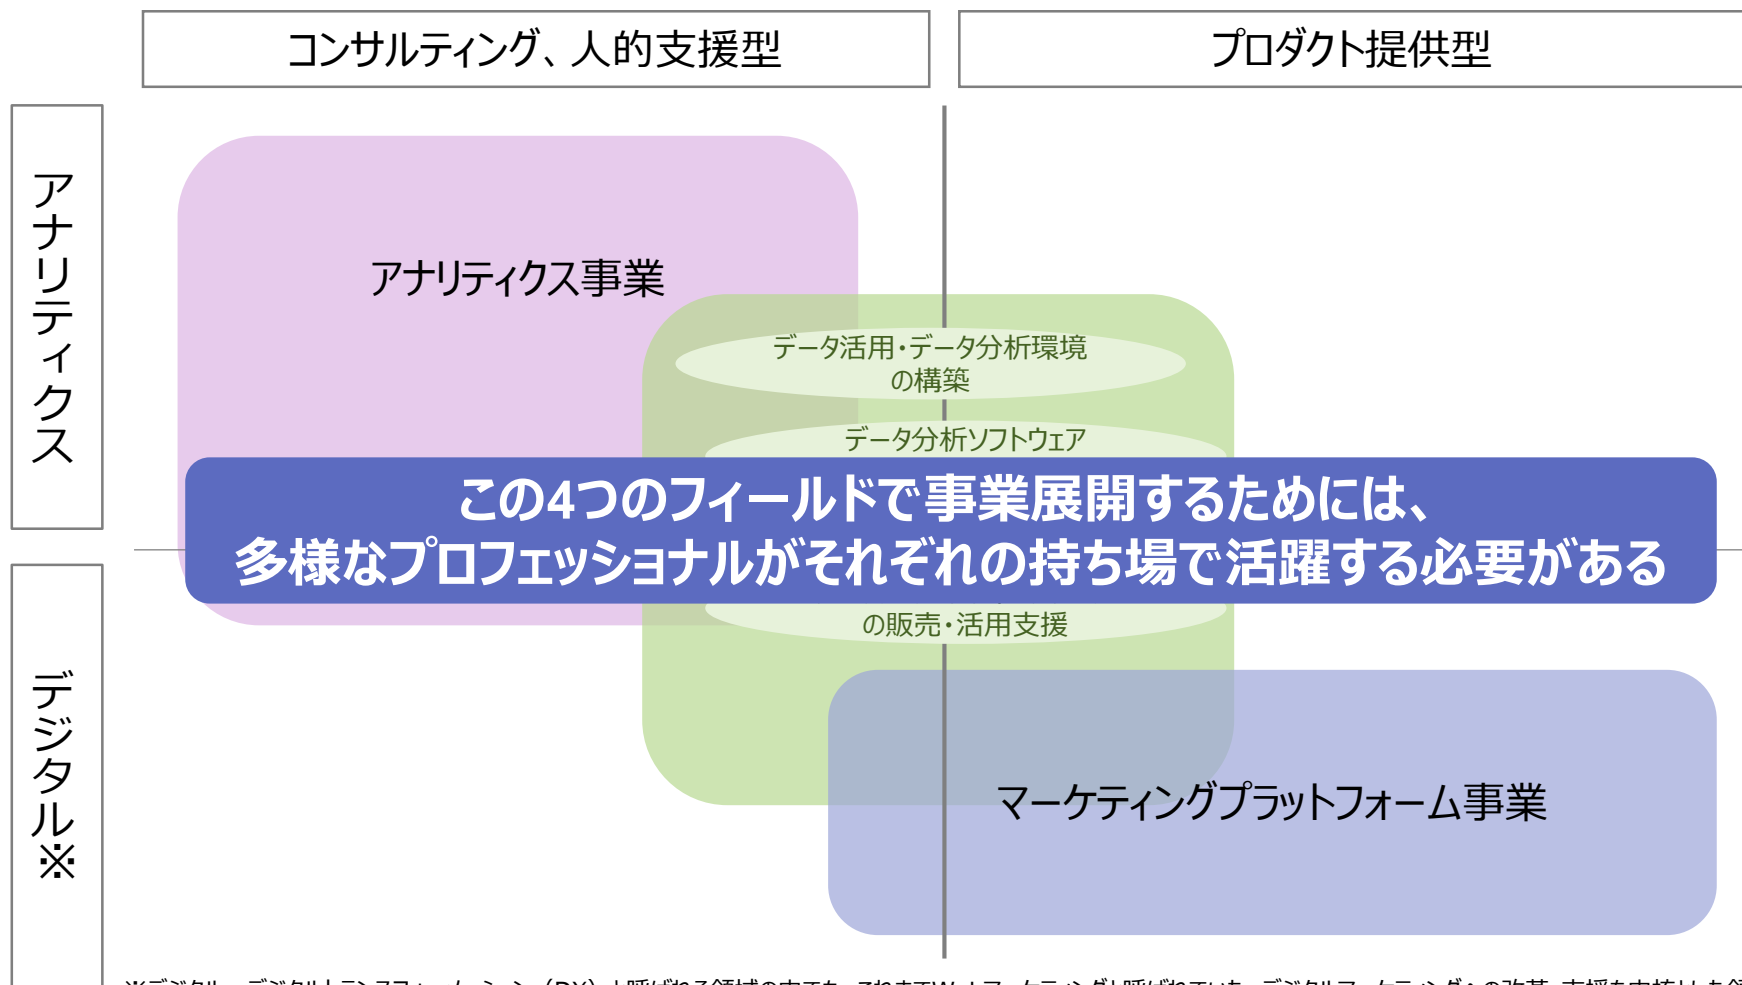 コンサルティング、人的支援型
プロダクト提供型
アナリティクス
アナリティクス事業
データ活用・データ分析環境
の構築
データ分析ソフトウェア
この4つのフィールドで事業展開するためには、
多様なプロフェッショナルがそれぞれの持ち場で活躍する必要がある
の販売・活用支援
デジタル※
マーケティングプラットフォーム事業